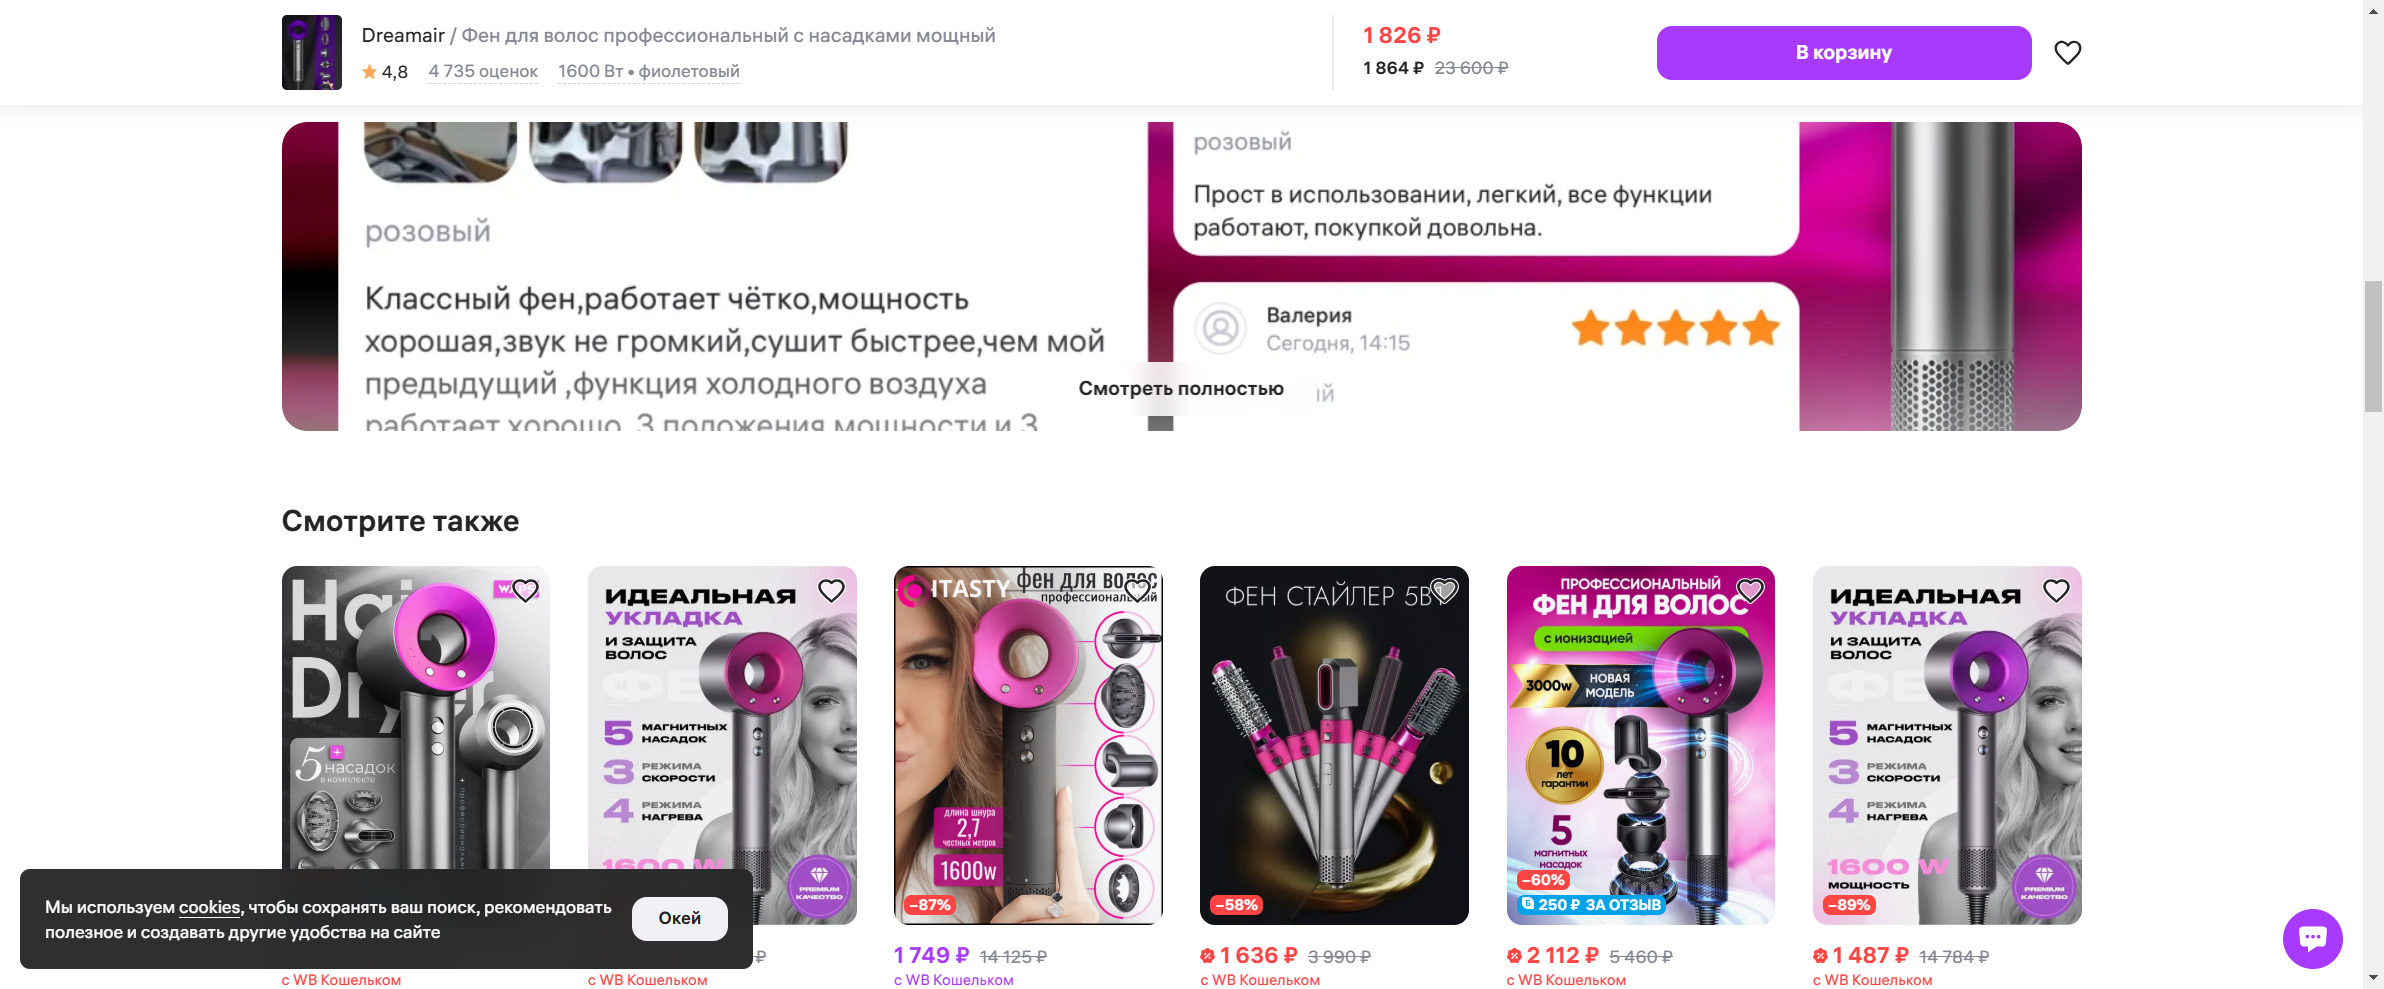 Dreamair / Фен для волос профессиональный с насадками мощный
4,8 4 735 оценок 1600 Вт • фиолетовый
1 826 ₽
1 864 ₽ 23 600 ₽
В корзину
розовый
Классный фен,работает чётко,мощность
хорошая,звук не громкий,сушит быстрее,чем мой
предыдущий ,функция холодного воздуха
работает хорошо, 3 положения мощности и 3
розовый
Прост в использовании, легкий, все функции
работают, покупкой довольна.
Валерия
Сегодня, 14:15
Смотреть полностью
Смотрите также
Hair
Dryer
5 насадок
в комплекте
с WB Кошельком
ИДЕАЛЬНАЯ
УКЛАДКА
И ЗАЩИТА
ВОЛОС
ФЕ
5 МАГНИТНЫХ
НАСАДОК
3 РЕЖИМА
СКОРОСТИ
4 РЕЖИМА
НАГРЕВА
1600 W
PREMIUM
КАЧЕСТВО
₽
с WB Кошельком
HTASTY фен для волос
профессиональный
длина шнура
2,7
честных метров
1600w
−87%
1 749 ₽ 14 125 ₽
с WB Кошельком
ФЕН СТАЙЛЕР 5В1
−58%
1 636 ₽ 3 990 ₽
с WB Кошельком
ПРОФЕССИОНАЛЬНЫЙ
ФЕН ДЛЯ ВОЛОС
с ионизацией
3000w НОВАЯ
МОДЕЛЬ
10
лет
гарантии
5
магнитных
насадок
−60%
250 ₽ ЗА ОТЗЫВ
2 112 ₽ 5 460 ₽
с WB Кошельком
ИДЕАЛЬНАЯ
УКЛАДКА
И ЗАЩИТА
ВОЛОС
ФЕ
5 МАГНИТНЫХ
НАСАДОК
3 РЕЖИМА
СКОРОСТИ
4 РЕЖИМА
НАГРЕВА
1600 W
МОЩНОСТЬ
PREMIUM
КАЧЕСТВО
−89%
1 487 ₽ 14 784 ₽
с WB Кошельком
Мы используем cookies, чтобы сохранять ваш поиск, рекомендовать
полезное и создавать другие удобства на сайте
Окей